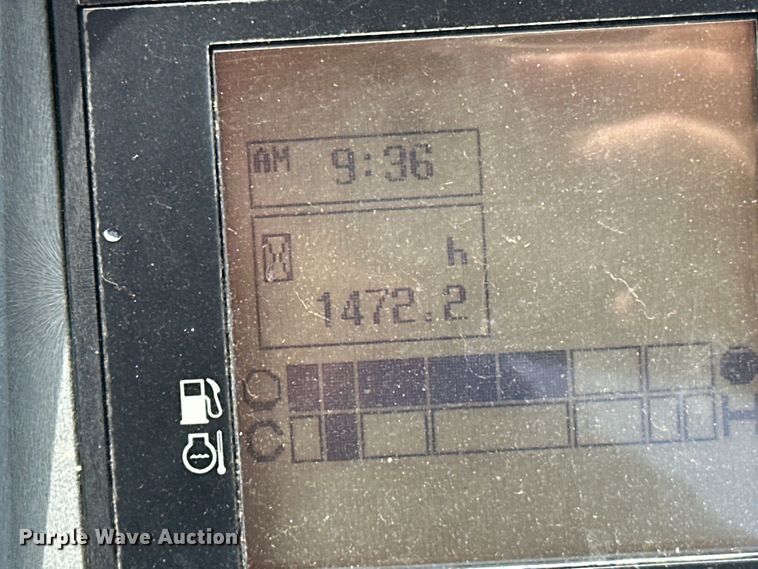 AM 9:36
h
1472.2
H
Purple Wave Auction